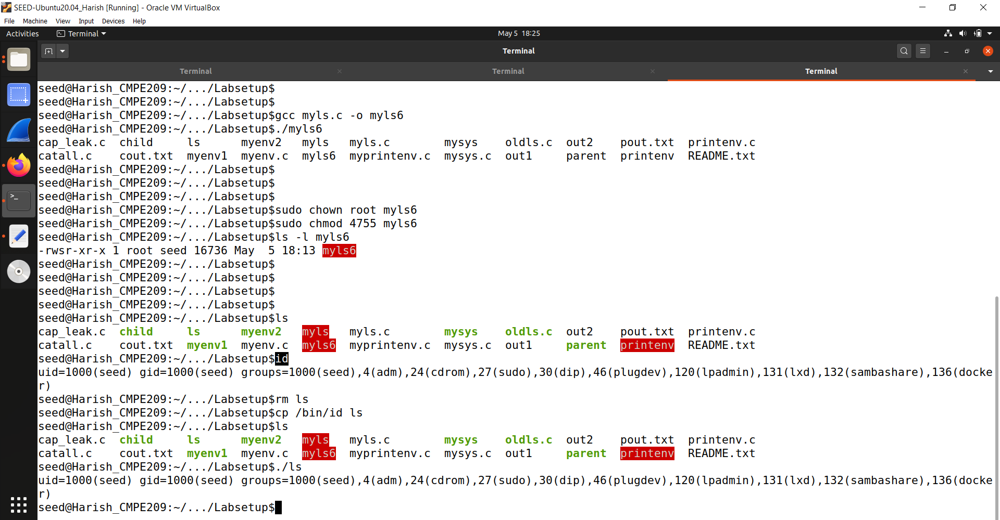 SEED-Ubuntu20.04_Harish [Running] - Oracle VM VirtualBox
File Machine View Input Devices Help
Activities Terminal May 5 18:25
Terminal
Terminal Terminal Terminal
seed@Harish_CMPE209:~/.../Labsetup$
seed@Harish_CMPE209:~/.../Labsetup$
seed@Harish_CMPE209:~/.../Labsetup$gcc myls.c -o myls6
seed@Harish_CMPE209:~/.../Labsetup$./myls6
cap_leak.c child ls myenv2 myls myls.c mysys oldls.c out2 pout.txt printenv.c
catall.c cout.txt myenv1 myenv.c myls6 myprintenv.c mysys.c out1 parent printenv README.txt
seed@Harish_CMPE209:~/.../Labsetup$
seed@Harish_CMPE209:~/.../Labsetup$
seed@Harish_CMPE209:~/.../Labsetup$
seed@Harish_CMPE209:~/.../Labsetup$sudo chown root myls6
seed@Harish_CMPE209:~/.../Labsetup$sudo chmod 4755 myls6
seed@Harish_CMPE209:~/.../Labsetup$ls -l myls6
-rwsr-xr-x 1 root seed 16736 May  5 18:13 myls6
seed@Harish_CMPE209:~/.../Labsetup$
seed@Harish_CMPE209:~/.../Labsetup$
seed@Harish_CMPE209:~/.../Labsetup$
seed@Harish_CMPE209:~/.../Labsetup$
seed@Harish_CMPE209:~/.../Labsetup$ls
cap_leak.c child ls myenv2 myls myls.c mysys oldls.c out2 pout.txt printenv.c
catall.c cout.txt myenv1 myenv.c myls6 myprintenv.c mysys.c out1 parent printenv README.txt
seed@Harish_CMPE209:~/.../Labsetup$id
uid=1000(seed) gid=1000(seed) groups=1000(seed),4(adm),24(cdrom),27(sudo),30(dip),46(plugdev),120(lpadmin),131(lxd),132(sambashare),136(docke
r)
seed@Harish_CMPE209:~/.../Labsetup$rm ls
seed@Harish_CMPE209:~/.../Labsetup$cp /bin/id ls
seed@Harish_CMPE209:~/.../Labsetup$ls
cap_leak.c child ls myenv2 myls myls.c mysys oldls.c out2 pout.txt printenv.c
catall.c cout.txt myenv1 myenv.c myls6 myprintenv.c mysys.c out1 parent printenv README.txt
seed@Harish_CMPE209:~/.../Labsetup$./ls
uid=1000(seed) gid=1000(seed) groups=1000(seed),4(adm),24(cdrom),27(sudo),30(dip),46(plugdev),120(lpadmin),131(lxd),132(sambashare),136(docke
r)
seed@Harish_CMPE209:~/.../Labsetup$